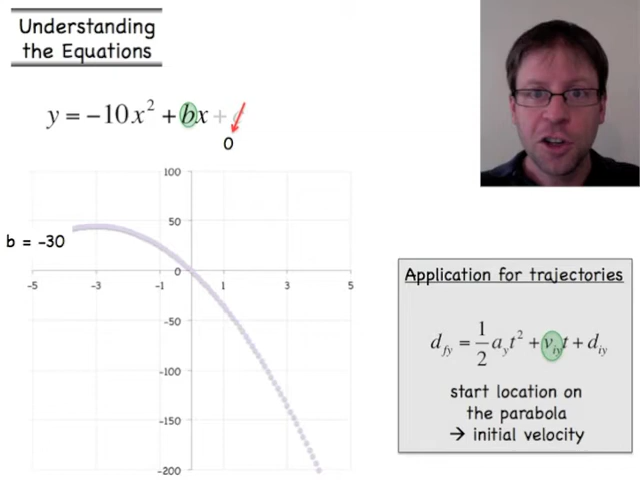 Understanding
the Equations
y = −10x² + bx +
0
b = -30
100
50
0
-50
-100
-150
-200
-5 -3 -1 1 3 5
Application for trajectories
d_fy = 1/2 a_y t² + v_iy t + d_iy
start location on
the parabola
→ initial velocity